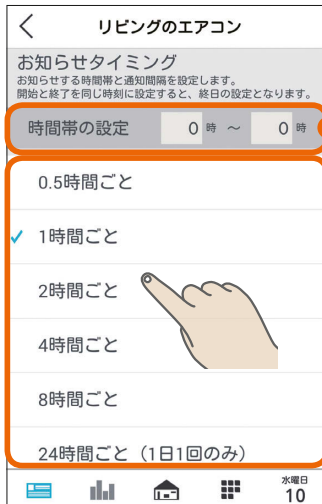 リビングのエアコン
お知らせタイミング
お知らせする時間帯と通知間隔を設定します。
開始と終了を同じ時刻に設定すると、終日の設定となります。
時間帯の設定 0 時 ～ 0 時
0.5時間ごと
1時間ごと
2時間ごと
4時間ごと
8時間ごと
24時間ごと（1日1回のみ）
水曜日
10